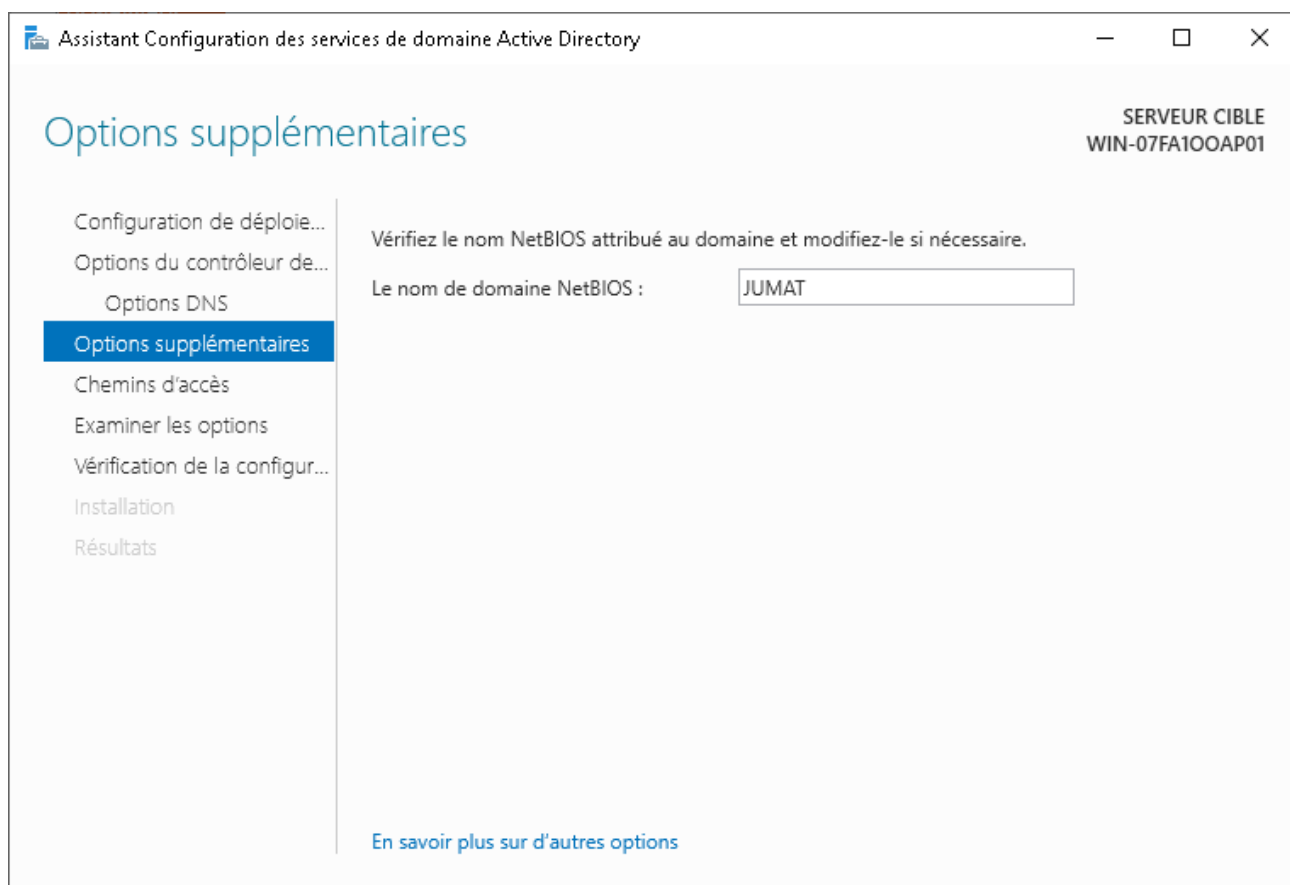 Assistant Configuration des services de domaine Active Directory
Options supplémentaires
SERVEUR CIBLE
WIN-07FA1OOAP01
Configuration de déploie...
Options du contrôleur de...
Options DNS
Options supplémentaires
Chemins d'accès
Examiner les options
Vérification de la configur...
Installation
Résultats
Vérifiez le nom NetBIOS attribué au domaine et modifiez-le si nécessaire.
Le nom de domaine NetBIOS : JUMAT
En savoir plus sur d'autres options